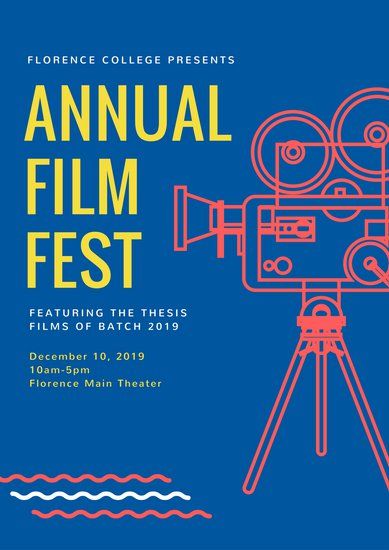 FLORENCE COLLEGE PRESENTS
ANNUAL
FILM
FEST
FEATURING THE THESIS
FILMS OF BATCH 2019
December 10, 2019
10am-5pm
Florence Main Theater